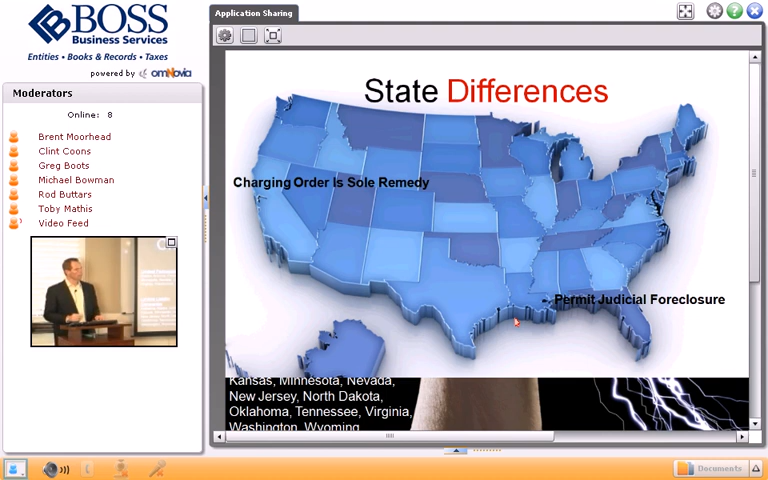 BOSS
Business Services
Entities • Books & Records • Taxes
powered by omNovia
Moderators
Online: 8
Brent Moorhead
Clint Coons
Greg Boots
Michael Bowman
Rod Buttars
Toby Mathis
Video Feed
Application Sharing
State Differences
Charging Order Is Sole Remedy
Permit Judicial Foreclosure
Kansas, Minnesota, Nevada,
New Jersey, North Dakota,
Oklahoma, Tennessee, Virginia,
Washington, Wyoming
Documents